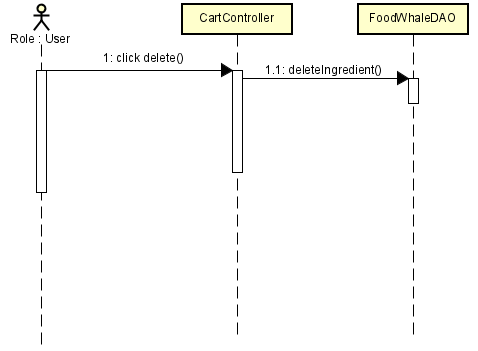 CartController
FoodWhaleDAO
Role : User
1: click delete()
1.1: deleteIngredient()